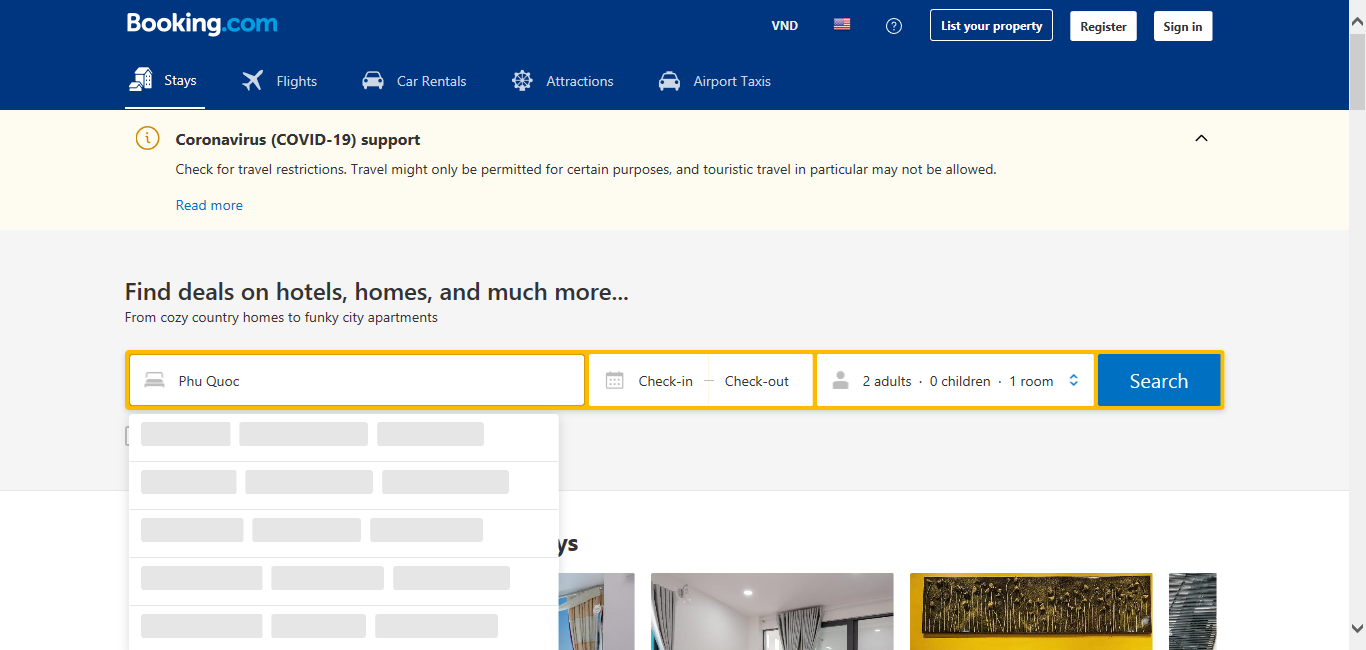 Booking.com
VND
List your property
Register
Sign in
Stays
Flights
Car Rentals
Attractions
Airport Taxis
Coronavirus (COVID-19) support
Check for travel restrictions. Travel might only be permitted for certain purposes, and touristic travel in particular may not be allowed.
Read more
Find deals on hotels, homes, and much more...
From cozy country homes to funky city apartments
Phu Quoc
Check-in — Check-out
2 adults · 0 children · 1 room
Search